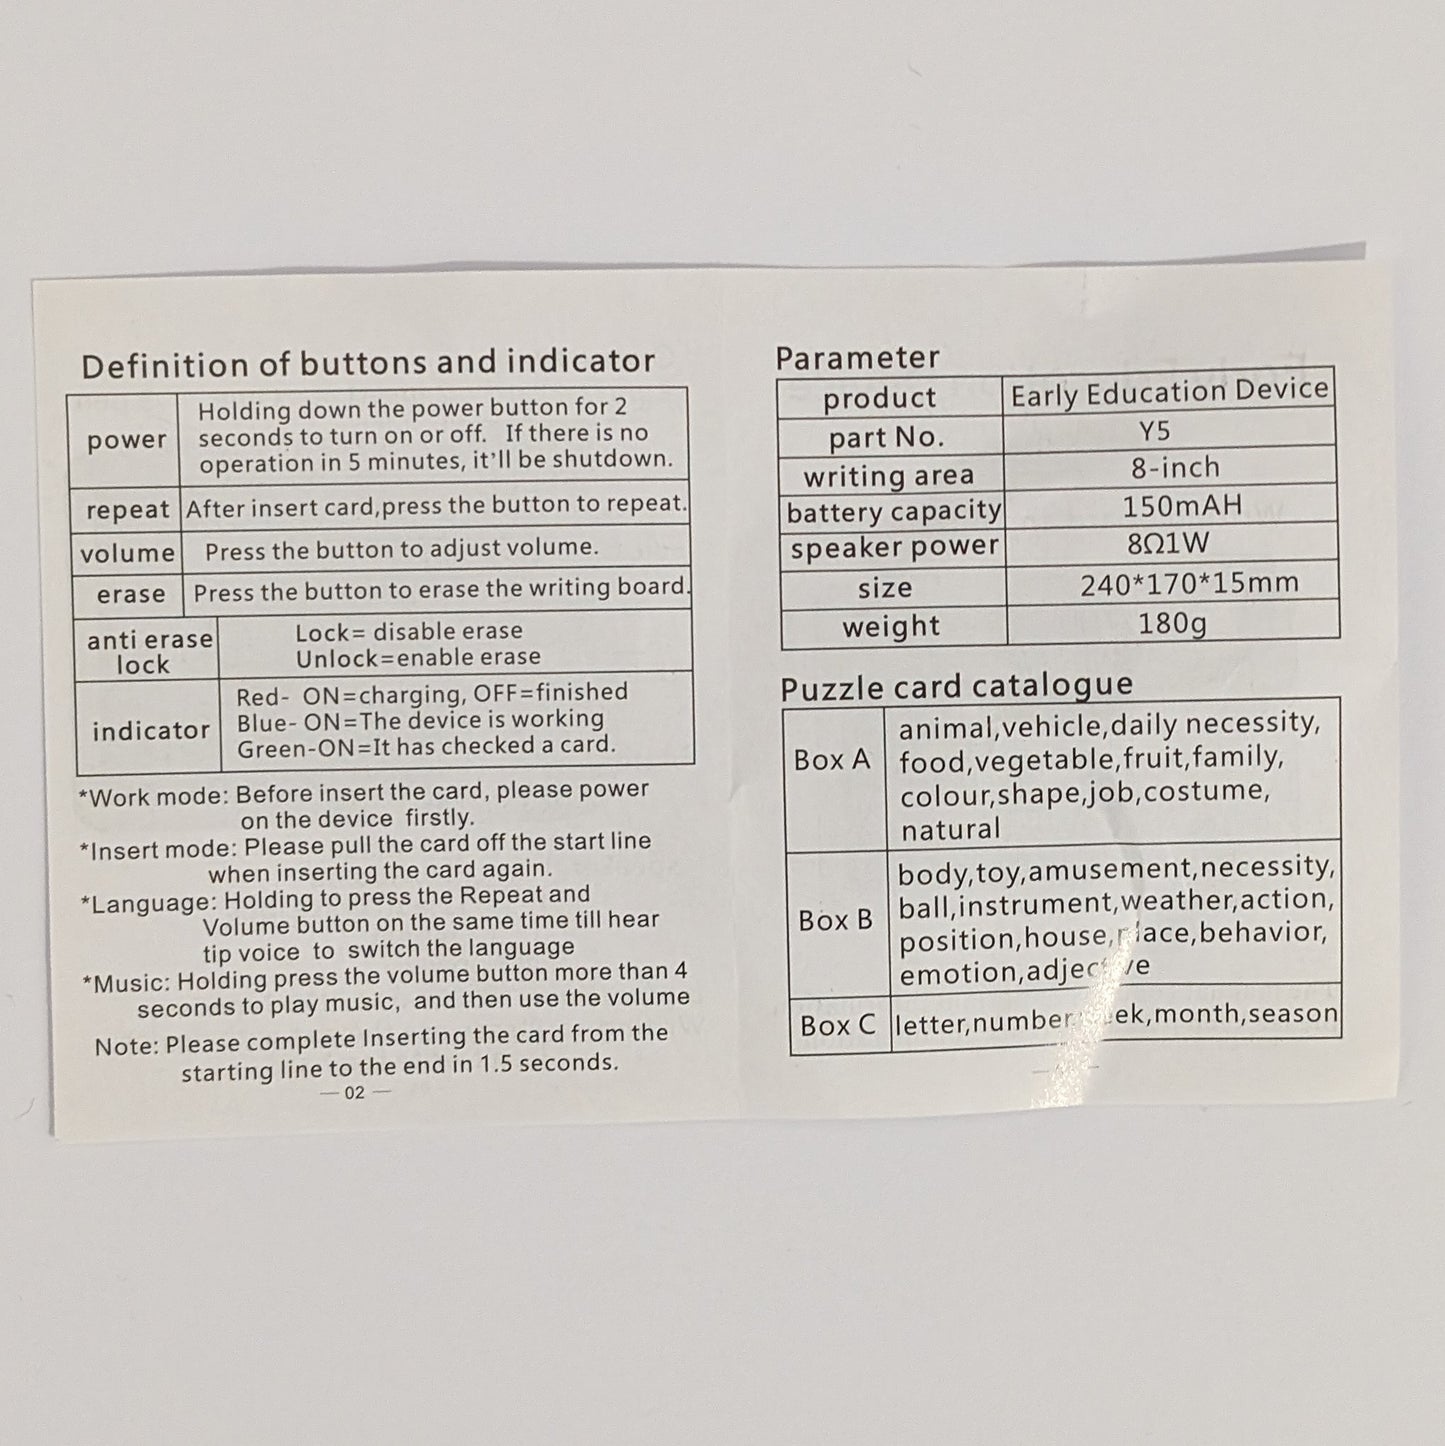 Definition of buttons and indicator
power
Holding down the power button for 2
seconds to turn on or off. If there is no
operation in 5 minutes, it'll be shutdown.
repeat After insert card,press the button to repeat.
volume Press the button to adjust volume.
erase Press the button to erase the writing board.
anti erase
lock
Lock= disable erase
Unlock=enable erase
indicator
Red- ON=charging, OFF=finished
Blue- ON=The device is working
Green-ON=It has checked a card.
*Work mode: Before insert the card, please power
on the device firstly.
*Insert mode: Please pull the card off the start line
when inserting the card again.
*Language: Holding to press the Repeat and
Volume button on the same time till hear
tip voice to switch the language
*Music: Holding press the volume button more than 4
seconds to play music, and then use the volume
Note: Please complete Inserting the card from the
starting line to the end in 1.5 seconds.
— 02 —
Parameter
product Early Education Device
part No. Y5
writing area 8-inch
battery capacity 150mAH
speaker power 8Ω1W
size 240*170*15mm
weight 180g
Puzzle card catalogue
Box A
animal,vehicle,daily necessity,
food,vegetable,fruit,family,
colour,shape,job,costume,
natural
Box B
body,toy,amusement,necessity,
ball,instrument,weather,action,
position,house,place,behavior,
emotion,adjective
Box C letter,number month,season